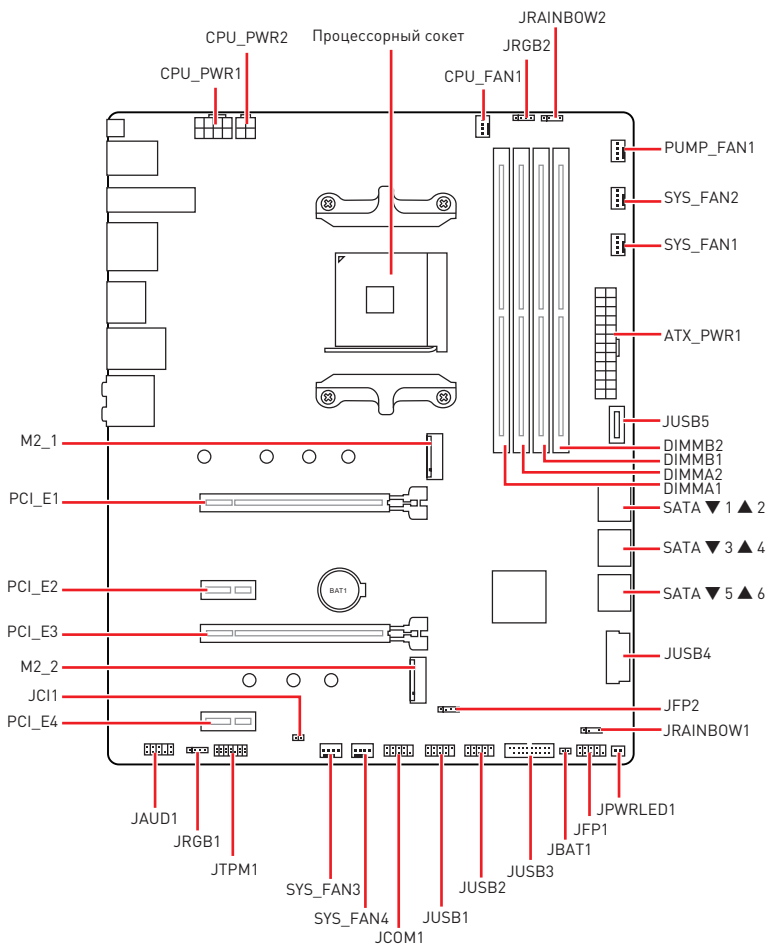 JRAINBOW2
CPU_PWR2
Процессорный сокет
JRGB2
CPU_PWR1
CPU_FAN1
PUMP_FAN1
SYS_FAN2
SYS_FAN1
ATX_PWR1
JUSB5
M2_1
DIMMB2
DIMMB1
DIMMA2
DIMMA1
PCI_E1
SATA ▼ 1 ▲ 2
SATA ▼ 3 ▲ 4
PCI_E2
BAT1
SATA ▼ 5 ▲ 6
PCI_E3
JUSB4
M2_2
JCI1
JFP2
PCI_E4
JRAINBOW1
JAUD1
JPWRLED1
JRGB1
JFP1
JTPM1
JBAT1
JUSB3
SYS_FAN3
JUSB2
SYS_FAN4
JUSB1
JCOM1